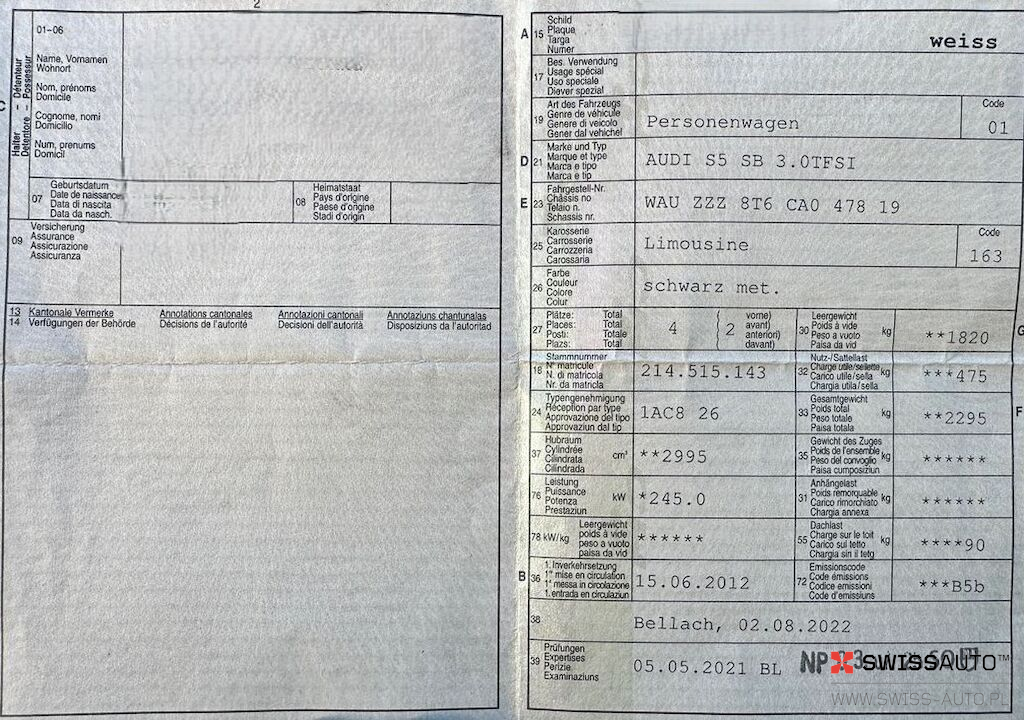 2
C
Halter – Détenteur
Detentore – Possessur
01-06
Name, Vornamen
Wohnort
Nom, prénoms
Domicile
Cognome, nomi
Domicilio
Num, prenums
Domicil
07
Geburtsdatum
Date de naissance
Data di nascita
Data da nasch.
08
Heimatstaat
Pays d'origine
Paese d'origine
Stadi d'origin
09
Versicherung
Assurance
Assicurazione
Assicuranza
13 Kantonale Vermerke Annotations cantonales Annotazioni cantonali Annotaziuns chantunalas
14 Verfügungen der Behörde Décisions de l'autorité Decisioni dell'autorità Disposiziuns da l'autoritad
A 15
Schild
Plaque
Targa
Numer
weiss
17
Bes. Verwendung
Usage spécial
Uso speciale
Diever spezial
19
Art des Fahrzeugs
Genre de véhicule
Genere di veicolo
Gener dal vehichel
Personenwagen
Code
01
D 21
Marke und Typ
Marque et type
Marca e tipo
Marca e tip
AUDI S5 SB 3.0TFSI
E 23
Fahrgestell-Nr.
Châssis no
Telaio n.
Schassis nr.
WAU ZZZ 8T6 CA0 478 19
25
Karosserie
Carrosserie
Carrozzeria
Carossaria
Limousine
Code
163
26
Farbe
Couleur
Colore
Colur
schwarz met.
27
Plätze: Total
Places: Total
Posti: Totale
Plazs: Total
4
2
vorne)
avant)
anteriori)
davant)
30
Leergewicht
Poids à vide
Peso a vuoto
Paisa da vid
kg
**1820
G
18
Stammnummer
N° matricule
N. di matricola
Nr. da matricla
214.515.143
32
Nutz-/Sattellast
Charge utile/sellette
Carico utile/sella
Chargia utila/sella
kg
***475
24
Typengenehmigung
Réception par type
Approvazione del tipo
Approvaziun dal tip
1AC8 26
33
Gesamtgewicht
Poids total
Peso totale
Paisa totala
kg
**2295
F
37
Hubraum
Cylindrée
Cilindrata
Cilindrada
cm³
**2995
35
Gewicht des Zuges
Poids de l'ensemble
Peso del convoglio
Paisa cumposiziun
kg
******
76
Leistung
Puissance
Potenza
Prestaziun
kW
*245.0
31
Anhängelast
Poids remorquable
Carico rimorchiato
Chargia annexa
kg
******
78 kW/kg
Leergewicht
poids à vide
peso a vuoto
paisa da vid
******
55
Dachlast
Charge sur le toit
Carico sul tetto
Chargia sin il tetg
kg
****90
B 36
1. Inverkehrsetzung
1re mise en circulation
1a messa in circolazione
1. entrada en circulaziun
15.06.2012
72
Emissionscode
Code émissions
Codice emissioni
Code d'emissiuns
***B5b
38
Bellach, 02.08.2022
39
Prüfungen
Expertises
Perizie
Examinaziuns
05.05.2021 BL
NP
SWISSAUTO™
WWW.SWISS-AUTO.PL